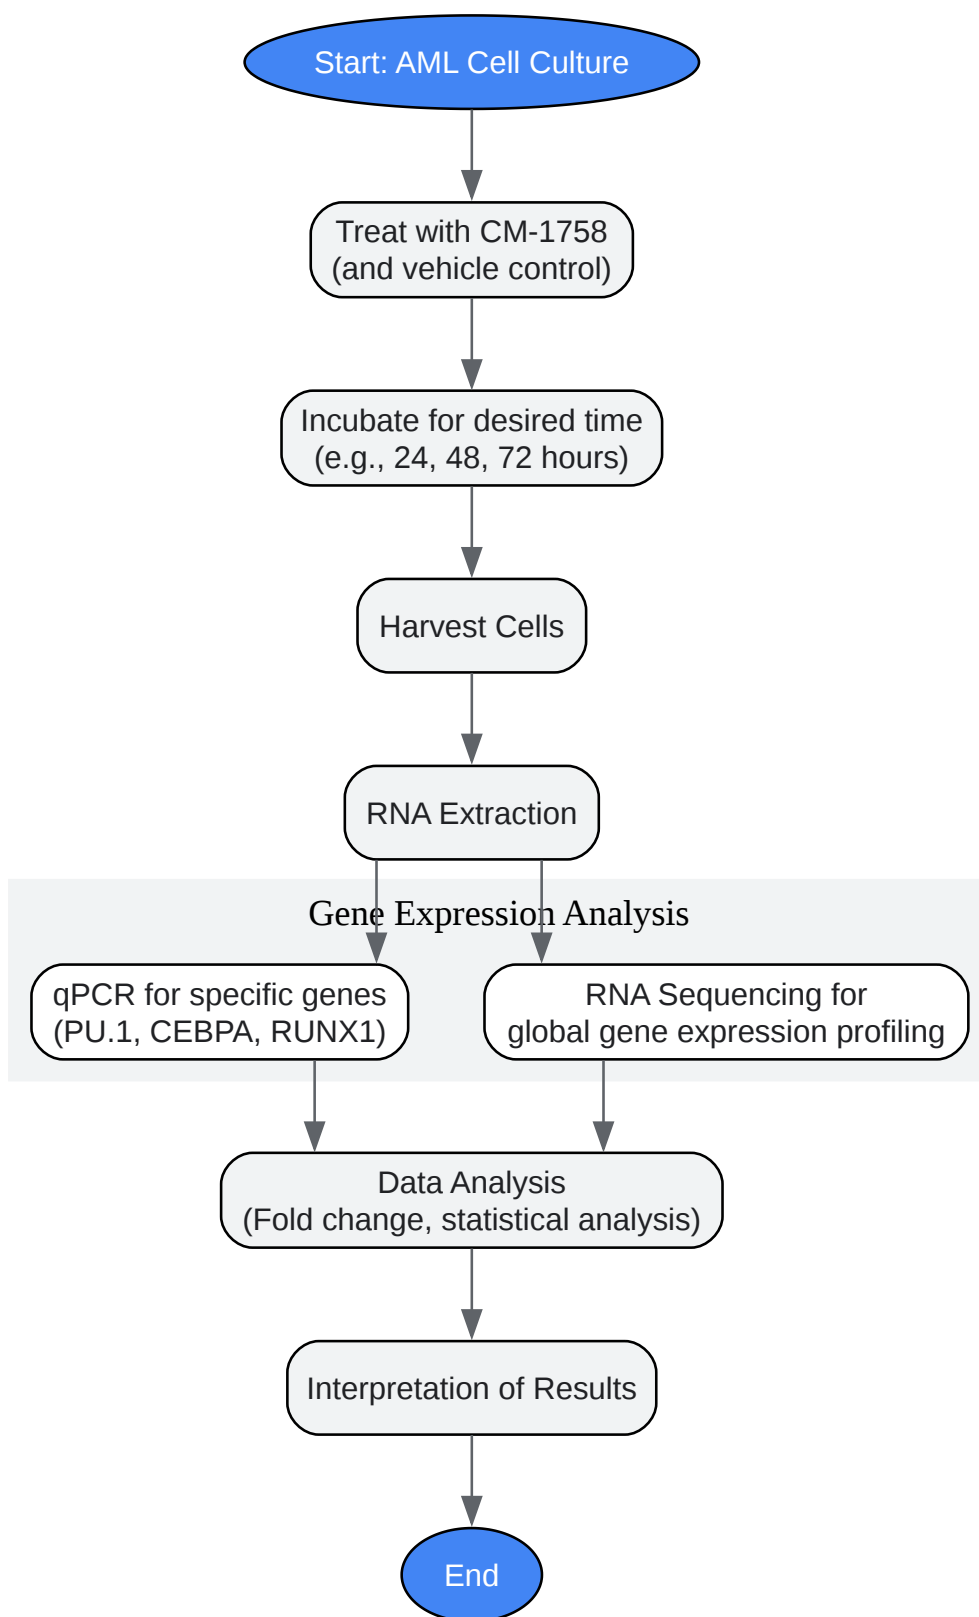 Start: AML Cell Culture
Treat with CM-1758
(and vehicle control)
Incubate for desired time
(e.g., 24, 48, 72 hours)
Harvest Cells
RNA Extraction
Gene Expression Analysis
qPCR for specific genes
(PU.1, CEBPA, RUNX1)
RNA Sequencing for
global gene expression profiling
Data Analysis
(Fold change, statistical analysis)
Interpretation of Results
End